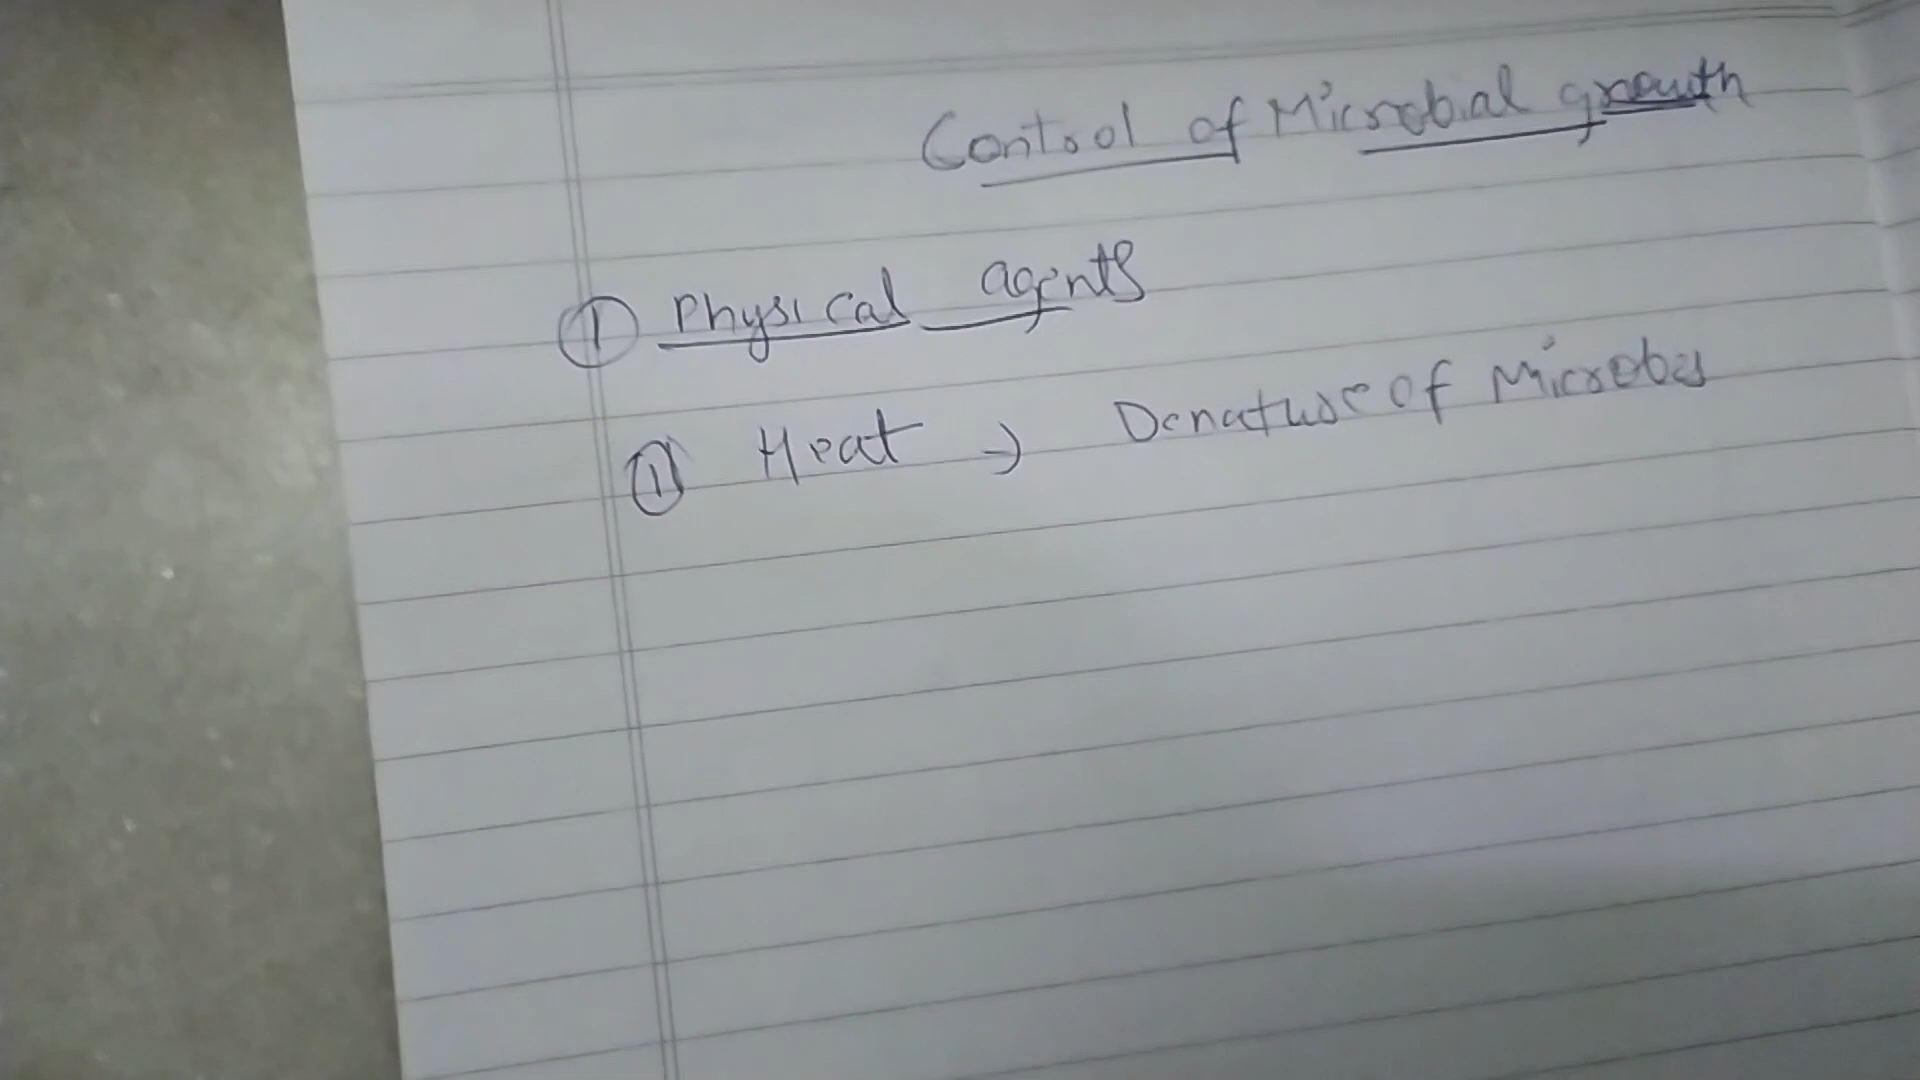 Control of Microbial growth
① Physical agents
① Heat → Denature of Microbes